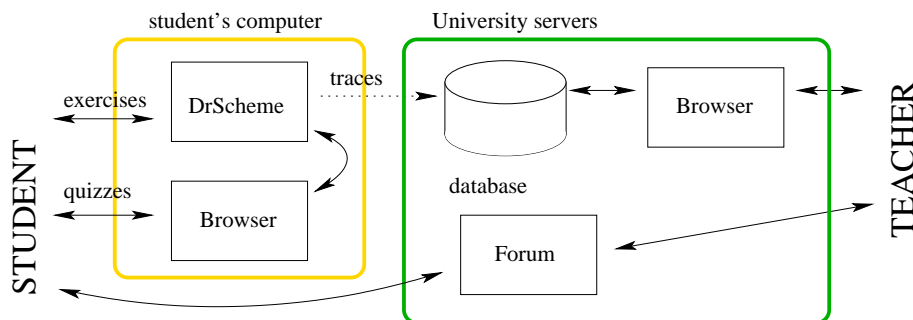 student's computer
University servers
traces
exercises
DrScheme
Browser
quizzes
database
Browser
Forum
STUDENT
TEACHER